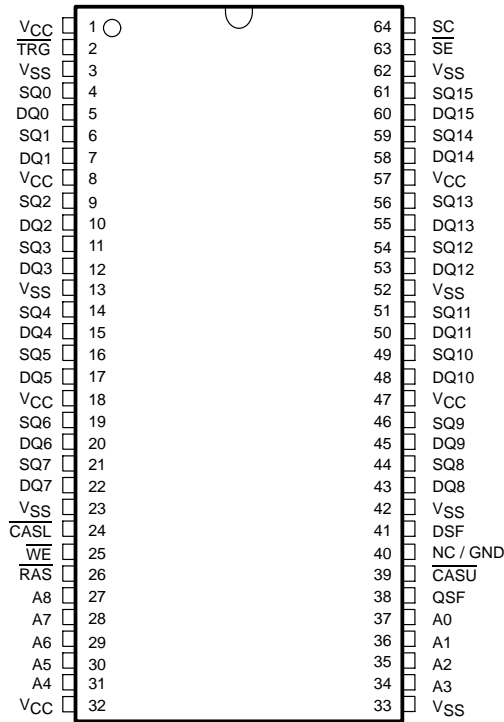 VCC 1 64 SC
TRG 2 63 SE
VSS 3 62 VSS
SQ0 4 61 SQ15
DQ0 5 60 DQ15
SQ1 6 59 SQ14
DQ1 7 58 DQ14
VCC 8 57 VCC
SQ2 9 56 SQ13
DQ2 10 55 DQ13
SQ3 11 54 SQ12
DQ3 12 53 DQ12
VSS 13 52 VSS
SQ4 14 51 SQ11
DQ4 15 50 DQ11
SQ5 16 49 SQ10
DQ5 17 48 DQ10
VCC 18 47 VCC
SQ6 19 46 SQ9
DQ6 20 45 DQ9
SQ7 21 44 SQ8
DQ7 22 43 DQ8
VSS 23 42 VSS
CASL 24 41 DSF
WE 25 40 NC / GND
RAS 26 39 CASU
A8 27 38 QSF
A7 28 37 A0
A6 29 36 A1
A5 30 35 A2
A4 31 34 A3
VCC 32 33 VSS